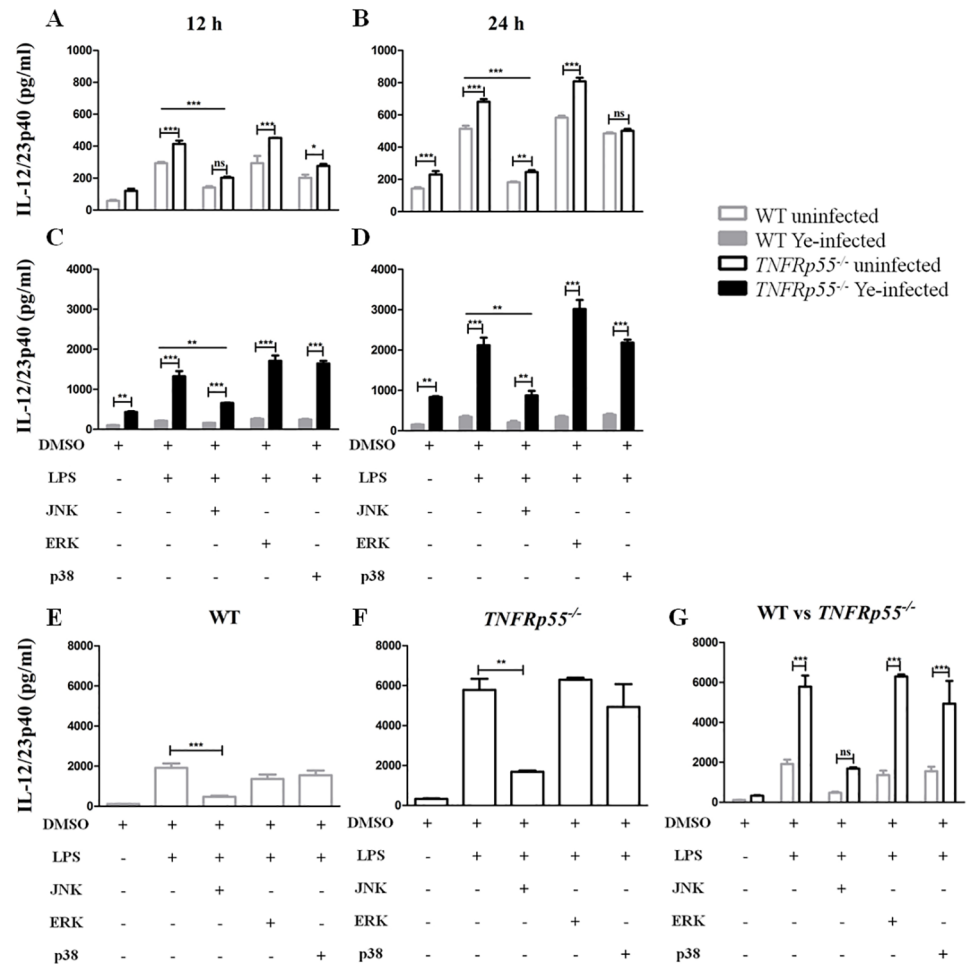 A 12 h B 24 h
IL-12/23p40 (pg/ml)
1000 1000
800 800
600 600
400 400
200 200
0 0
*** *** ns *** *
*** *** *** ** *** ns
WT uninfected
WT Ye-infected
TNFRp55-/- uninfected
TNFRp55-/- Ye-infected
C D
IL-12/23p40 (pg/ml)
4000 4000
3000 3000
2000 2000
1000 1000
0 0
** *** ** *** *** ***
** *** ** ** *** ***
DMSO + + + + + DMSO + + + + +
LPS - + + + + LPS - + + + +
JNK - - + - - JNK - - + - -
ERK - - - + - ERK - - - + -
p38 - - - - + p38 - - - - +
E WT F TNFRp55-/- G WT vs TNFRp55-/-
IL-12/23p40 (pg/ml)
8000 8000 8000
6000 6000 6000
4000 4000 4000
2000 2000 2000
0 0 0
***
**
*** ns *** ***
DMSO + + + + + DMSO + + + + + DMSO + + + + +
LPS - + + + + LPS - + + + + LPS - + + + +
JNK - - + - - JNK - - + - - JNK - - + - -
ERK - - - + - ERK - - - + - ERK - - - + -
p38 - - - - + p38 - - - - + p38 - - - - +